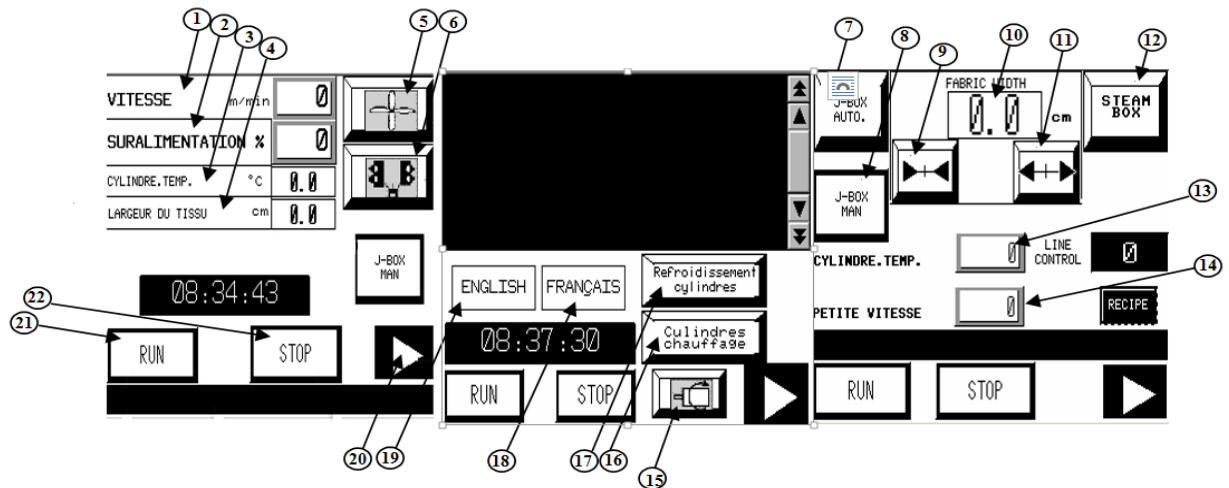 1
2
3
4
5
6
7
8
9
10
11
12
VITESSE m/min 0
SURALIMENTATION % 0
CYLINDRE.TEMP. °C 0.0
LARGEUR DU TISSU cm 0.0
J-BOX
MAN
08:34:43
22
21
RUN
STOP
20
19
ENGLISH
FRANÇAIS
Refroidissement
cylindres
08:37:30
Culindres
chauffage
RUN
STOP
18
17
16
15
J-BOX
AUTO.
FABRIC WIDTH
0.0 cm
STEAM
BOX
J-BOX
MAN
13
CYLINDRE.TEMP. 0
LINE
CONTROL
0
14
PETITE VITESSE 0
RECIPE
RUN
STOP